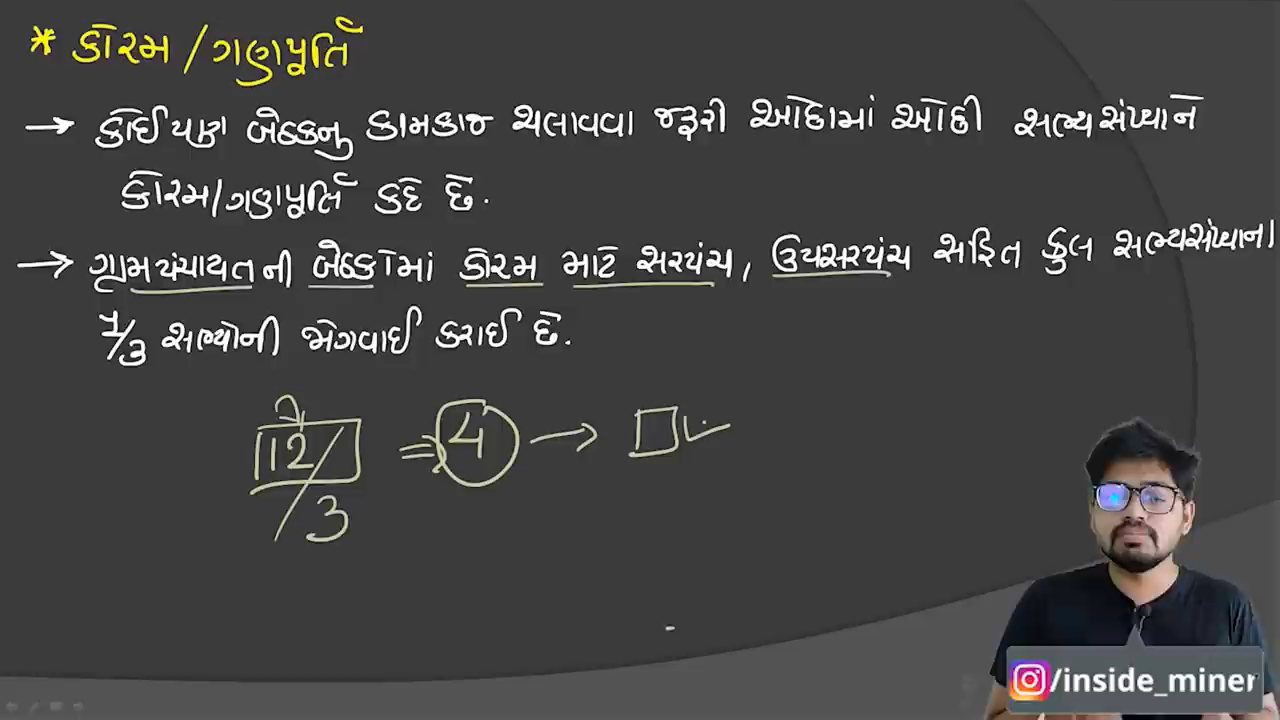 * કોરમ/ગણપૂર્તિ
→ કોઈપણ બેઠકનુ કામકાજ ચલાવવા જરૂરી ઓછામાં ઓછી સભ્યસંખ્યાને
કોરમ/ગણપૂર્તિ કહે છે.
→ ગ્રામપંચાયતની બેઠકોમાં કોરમ માટે સરપંચ, ઉપસરપંચ સહિત કુલ સભ્યસંખ્યાના
1/3 સભ્યોની જોગવાઈ કરાઈ છે.
12/3 ⇒ 4 →
/inside_miner